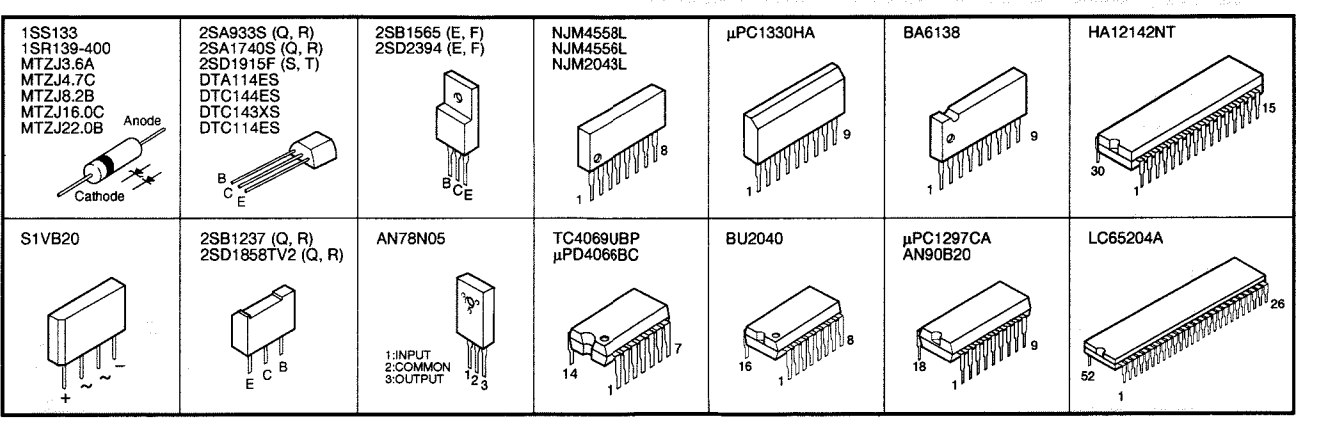 1SS133
1SR139-400
MTZJ3.6A
MTZJ4.7C
MTZJ8.2B
MTZJ16.0C
MTZJ22.0B
Anode
Cathode
2SA933S (Q, R)
2SA1740S (Q, R)
2SD1915F (S, T)
DTA114ES
DTC144ES
DTC143XS
DTC114ES
B
C
E
2SB1565 (E, F)
2SD2394 (E, F)
B
C
E
NJM4558L
NJM4556L
NJM2043L
8
1
µPC1330HA
9
1
BA6138
9
1
HA12142NT
15
30
1
S1VB20
+
~
~
−
2SB1237 (Q, R)
2SD1858TV2 (Q, R)
E
C
B
AN78N05
1:INPUT
2:COMMON
3:OUTPUT
1
2
3
TC4069UBP
µPD4066BC
7
14
1
BU2040
8
16
1
µPC1297CA
AN90B20
9
18
1
LC65204A
26
52
1